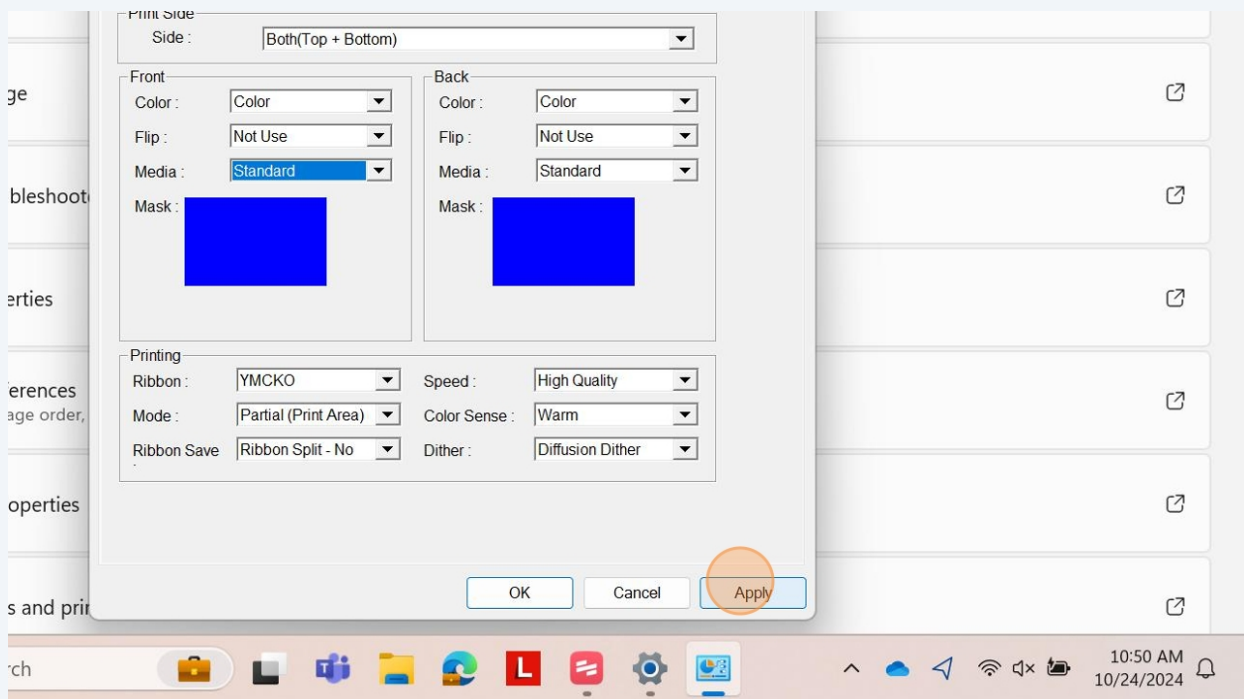 Print Side
Side : Both(Top + Bottom)
Front
Back
Color : Color
Color : Color
ge
Flip : Not Use
Flip : Not Use
Media : Standard
Media : Standard
bleshoot
Mask :
Mask :
erties
Printing
Ribbon : YMCKO
Speed : High Quality
erences
age order,
Mode : Partial (Print Area)
Color Sense : Warm
Ribbon Save : Ribbon Split - No
Dither : Diffusion Dither
operties
OK
Cancel
Apply
s and prin
rch
L
10:50 AM
10/24/2024